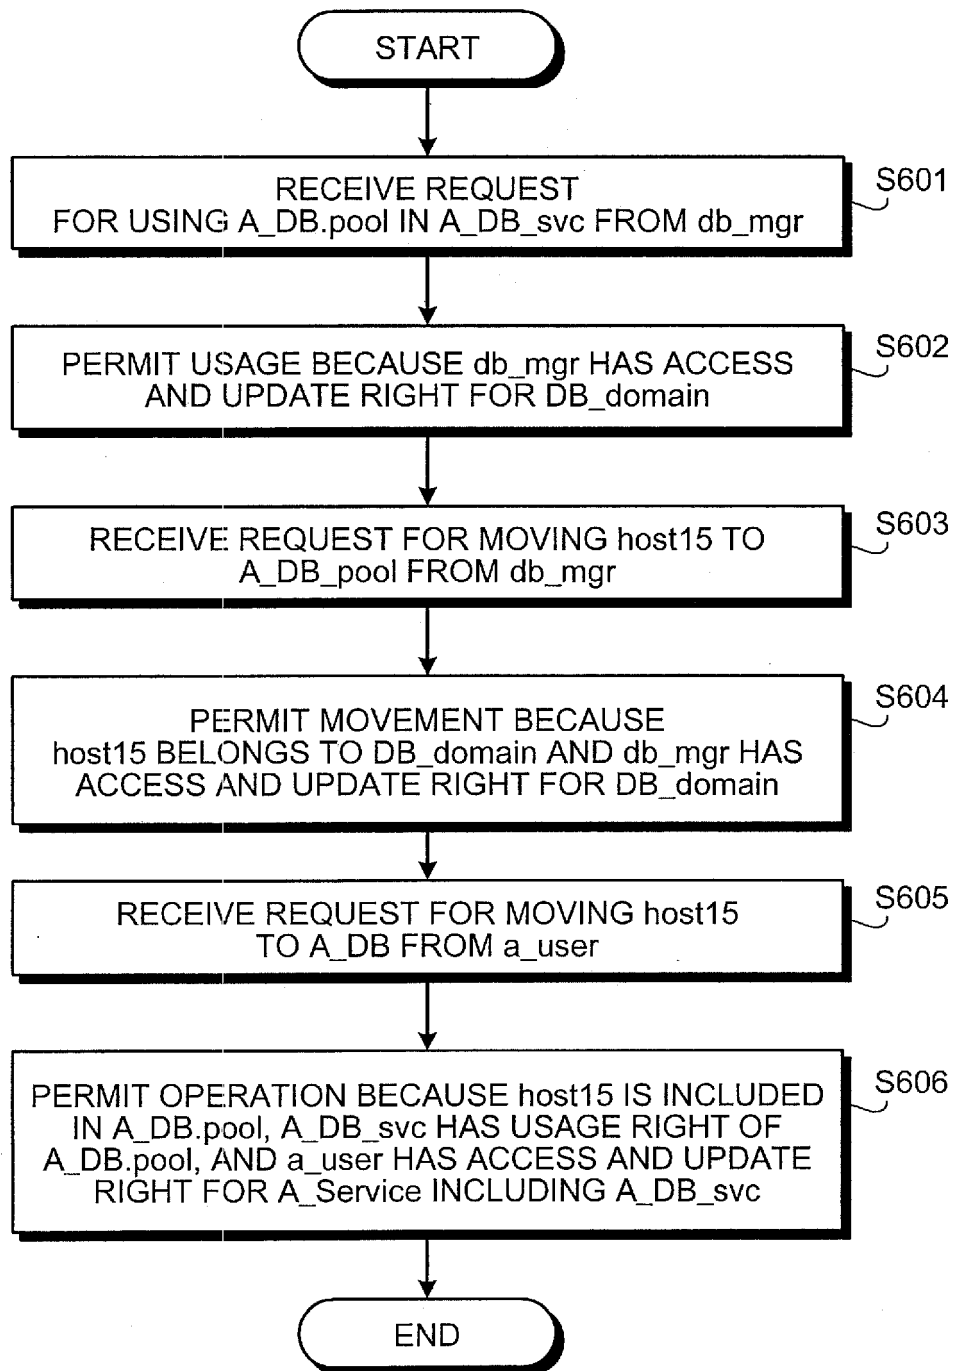 START
RECEIVE REQUEST
FOR USING A_DB.pool IN A_DB_svc FROM db_mgr
S601
PERMIT USAGE BECAUSE db_mgr HAS ACCESS
AND UPDATE RIGHT FOR DB_domain
S602
RECEIVE REQUEST FOR MOVING host15 TO
A_DB_pool FROM db_mgr
S603
PERMIT MOVEMENT BECAUSE
host15 BELONGS TO DB_domain AND db_mgr HAS
ACCESS AND UPDATE RIGHT FOR DB_domain
S604
RECEIVE REQUEST FOR MOVING host15
TO A_DB FROM a_user
S605
PERMIT OPERATION BECAUSE host15 IS INCLUDED
IN A_DB.pool, A_DB_svc HAS USAGE RIGHT OF
A_DB.pool, AND a_user HAS ACCESS AND UPDATE
RIGHT FOR A_Service INCLUDING A_DB_svc
S606
END